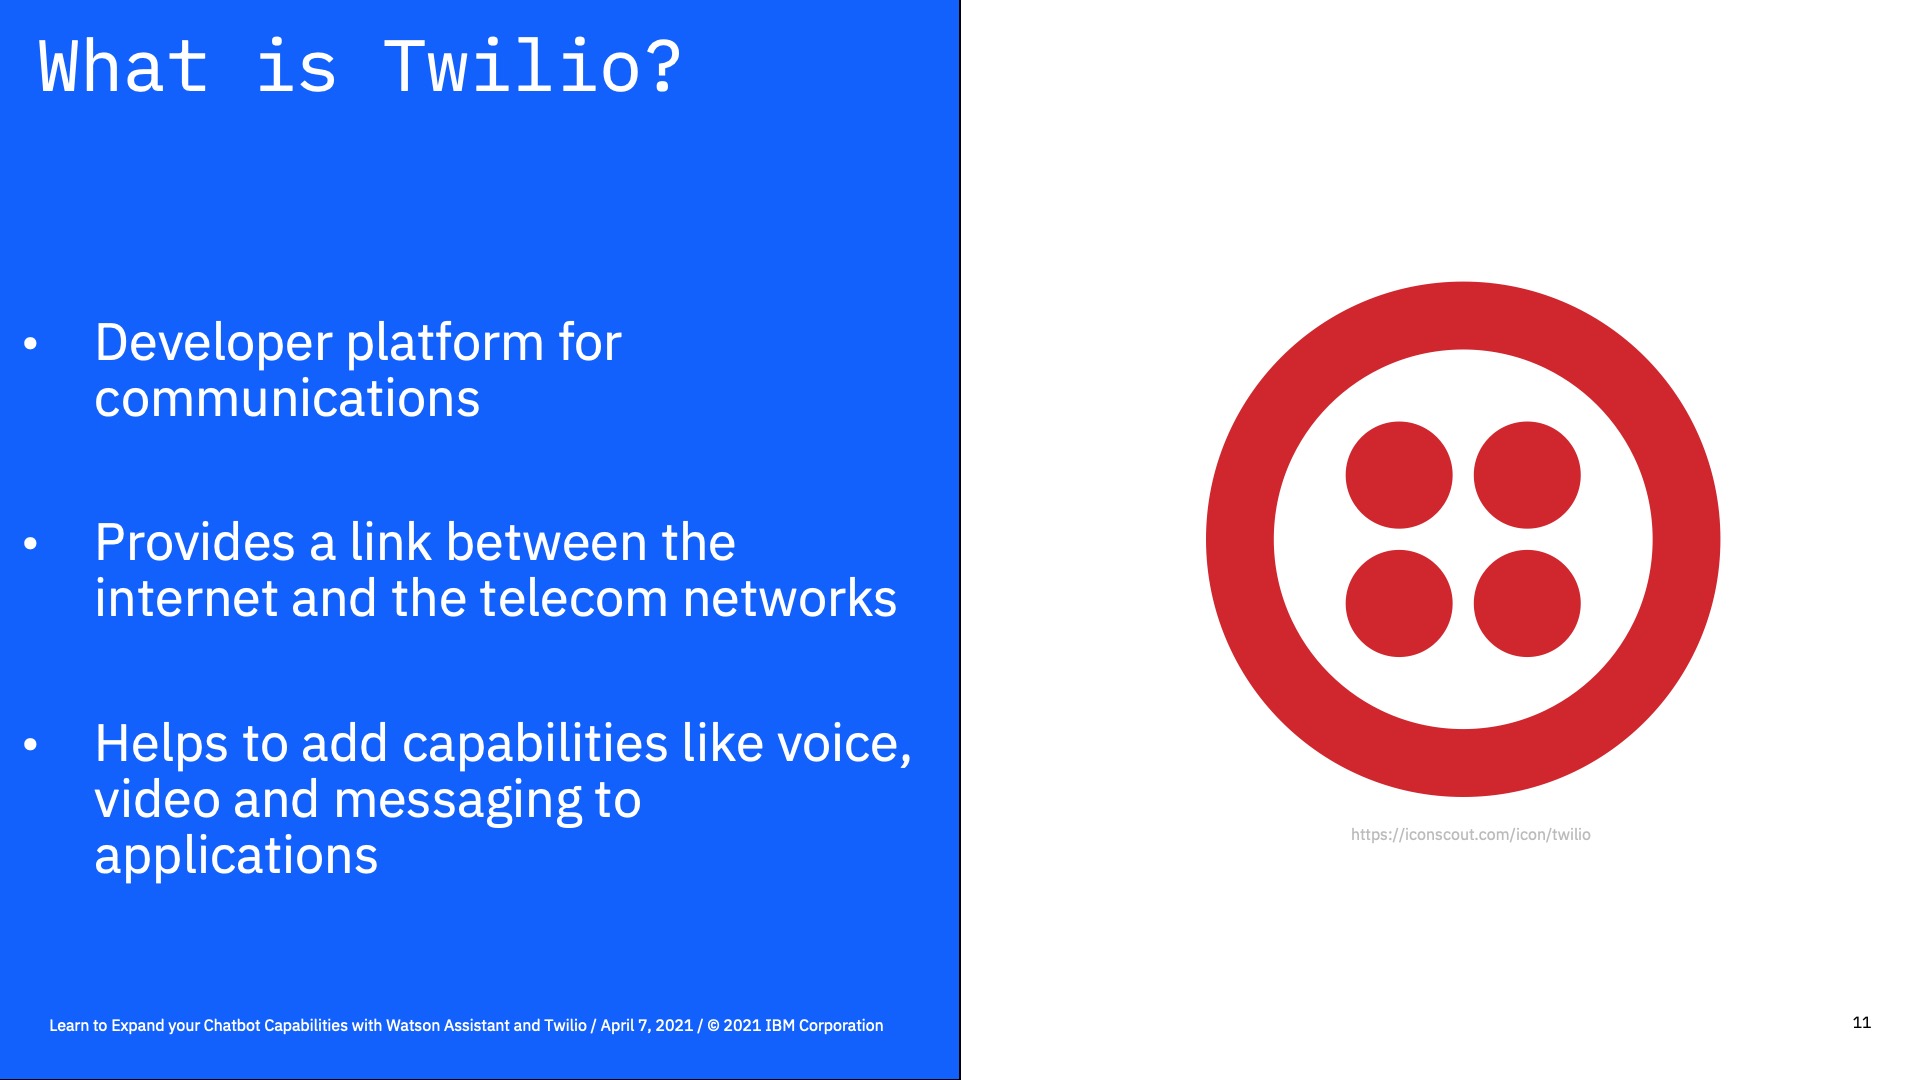 What is Twilio?
• Developer platform for
communications
• Provides a link between the
internet and the telecom networks
• Helps to add capabilities like voice,
video and messaging to
applications
https://iconscout.com/icon/twilio
Learn to Expand your Chatbot Capabilities with Watson Assistant and Twilio / April 7, 2021 / © 2021 IBM Corporation
11